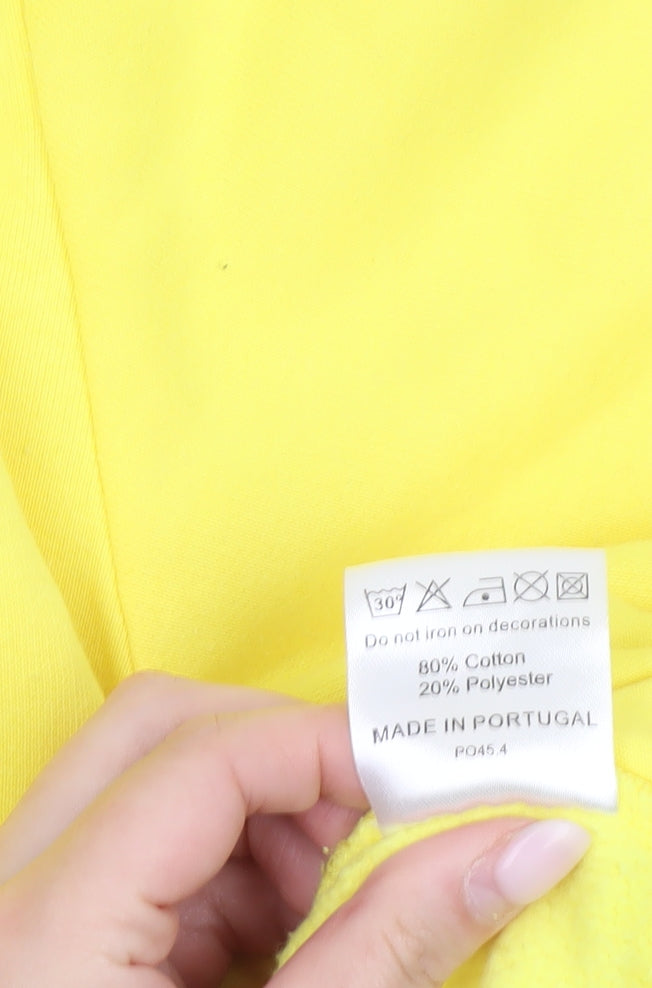 30°
Do not iron on decorations
80% Cotton
20% Polyester
MADE IN PORTUGAL
PO45.4